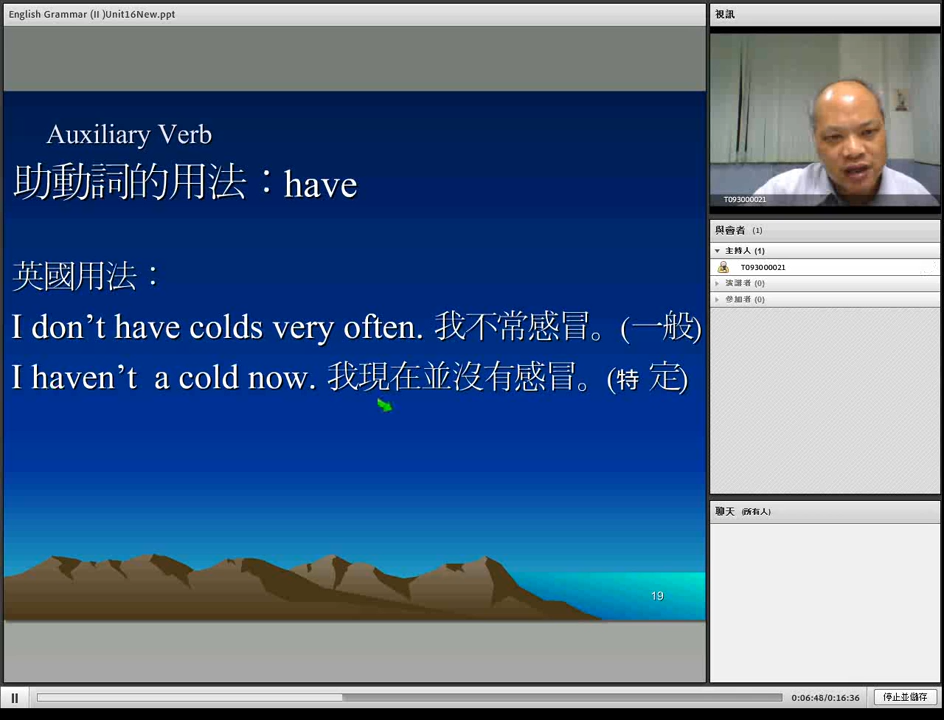 English Grammar (II )Unit16New.ppt
Auxiliary Verb
助動詞的用法：have
英國用法：
I don't have colds very often. 我不常感冒。(一般)
I haven't a cold now. 我現在並沒有感冒。(特 定)
19
視訊
T093000021
與會者 (1)
主持人 (1)
T093000021
演講者 (0)
參加者 (0)
聊天 (所有人)
0:06:48/0:16:36
停止並儲存